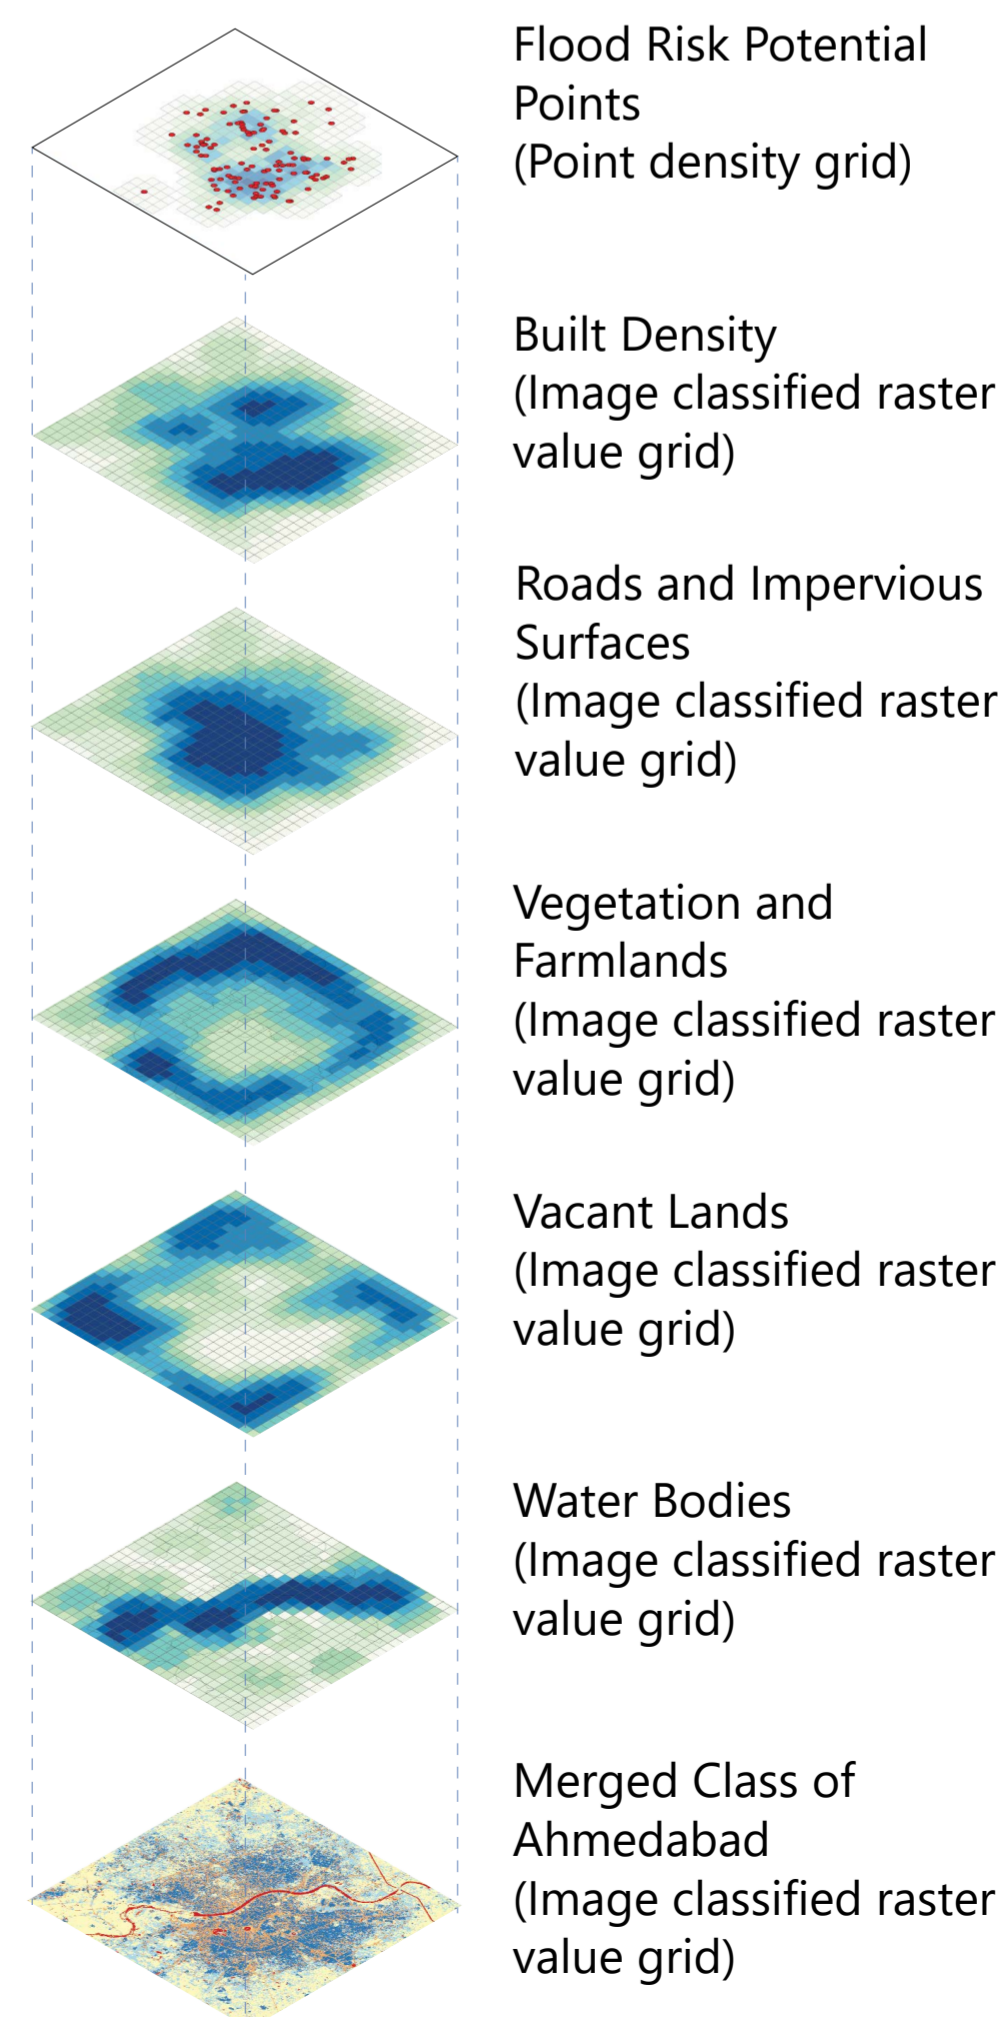 Flood Risk Potential
Points
(Point density grid)
Built Density
(Image classified raster
value grid)
Roads and Impervious
Surfaces
(Image classified raster
value grid)
Vegetation and
Farmlands
(Image classified raster
value grid)
Vacant Lands
(Image classified raster
value grid)
Water Bodies
(Image classified raster
value grid)
Merged Class of
Ahmedabad
(Image classified raster
value grid)